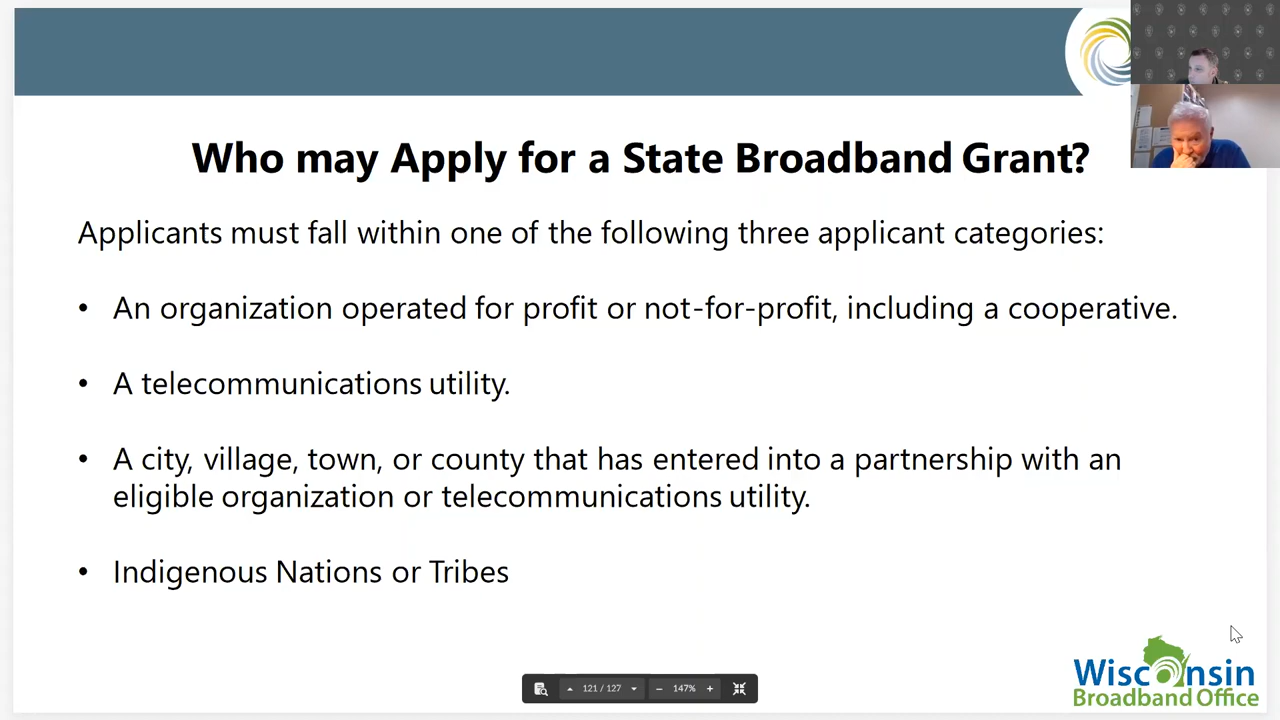 Who may Apply for a State Broadband Grant?
Applicants must fall within one of the following three applicant categories:
• An organization operated for profit or not-for-profit, including a cooperative.
• A telecommunications utility.
• A city, village, town, or county that has entered into a partnership with an
eligible organization or telecommunications utility.
• Indigenous Nations or Tribes
121 / 127
147%
Wisconsin
Broadband Office